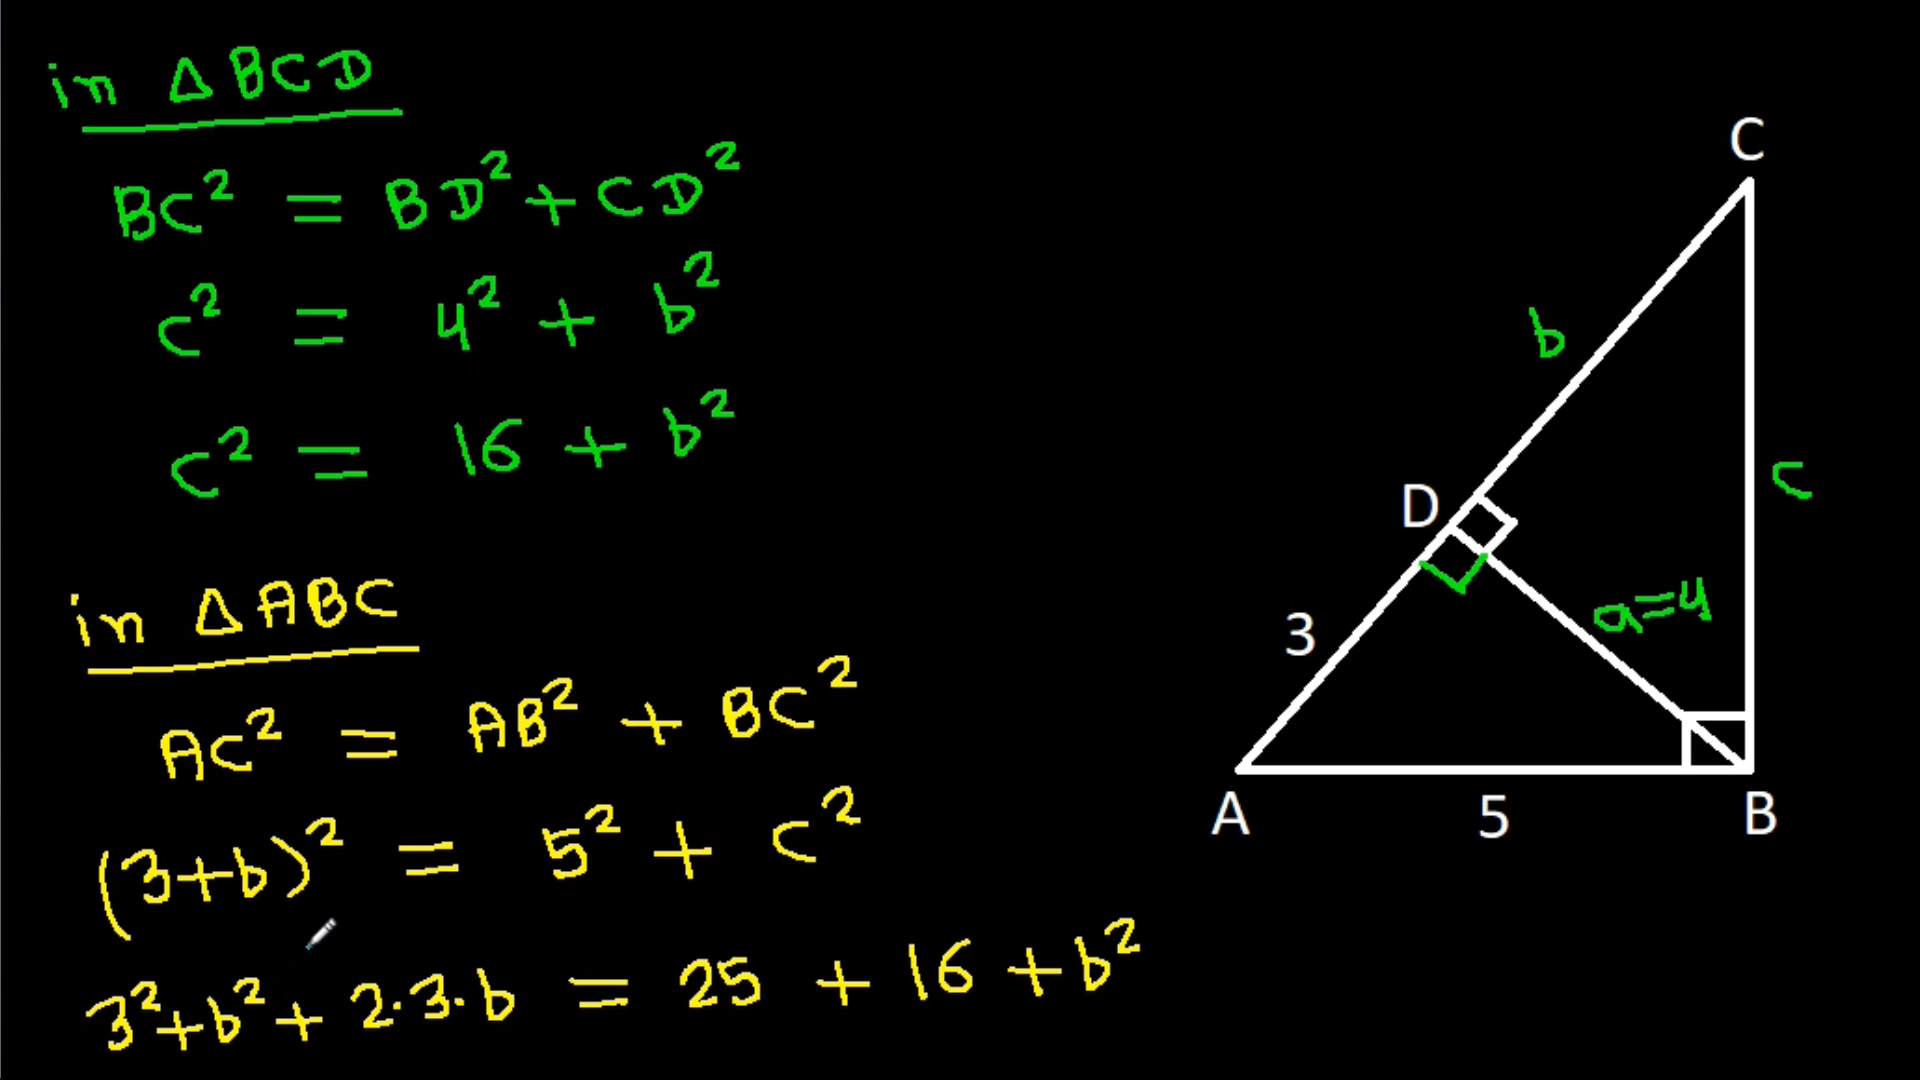 in ΔBCD
BC² = BD² + CD²
c² = 4² + b²
c² = 16 + b²
in ΔABC
AC² = AB² + BC²
(3+b)² = 5² + c²
3²+b²+ 2·3·b = 25 + 16 + b²
C
b
c
D
a=4
3
A
5
B